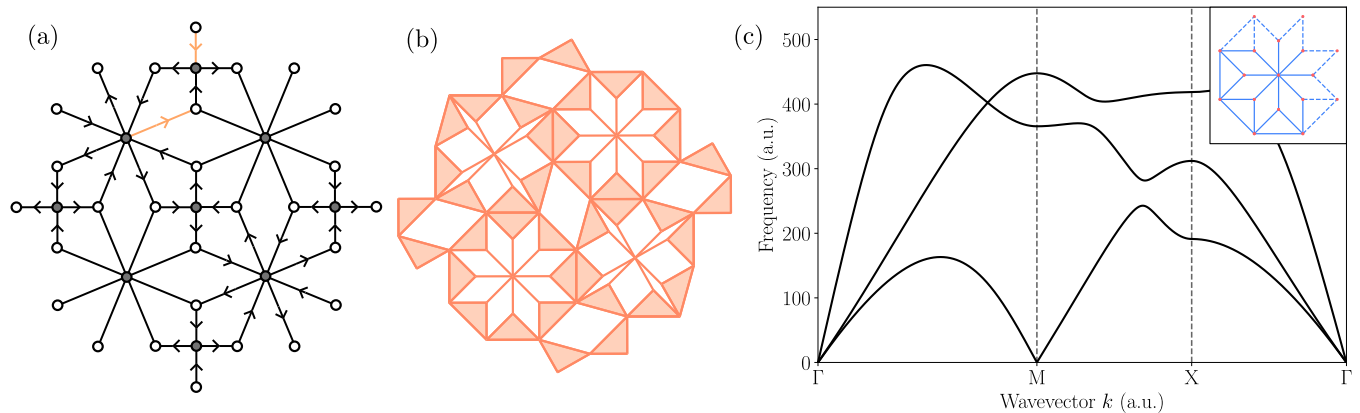 (a)
(b)
(c)
500
400
300
200
100
0
Frequency (a.u.)
Γ
M
X
Γ
Wavevector k (a.u.)